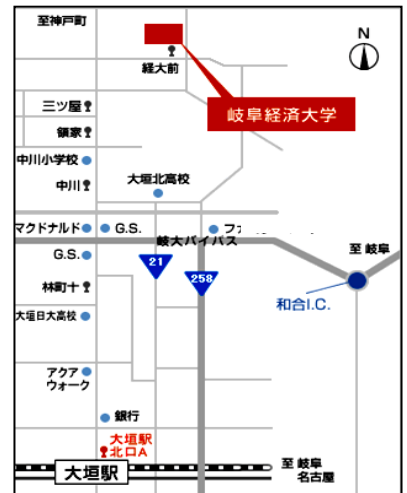 至神戸町
N
経大前
岐阜経済大学
三ツ屋
領家
中川小学校
中川
大垣北高校
マクドナルド
G.S.
岐大バイパス
至 岐阜
G.S.
21
258
林町十
和合I.C.
大垣日大高校
アクア
ウォーク
銀行
大垣駅
北口A
大垣駅
至 岐阜
名古屋